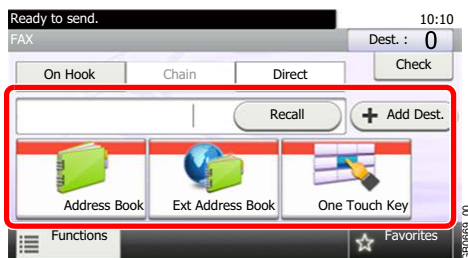 Ready to send.
10:10
FAX
Dest. : 0
On Hook
Chain
Direct
Check
Recall
Add Dest.
Address Book
Ext Address Book
One Touch Key
Functions
Favorites
GB0669_00